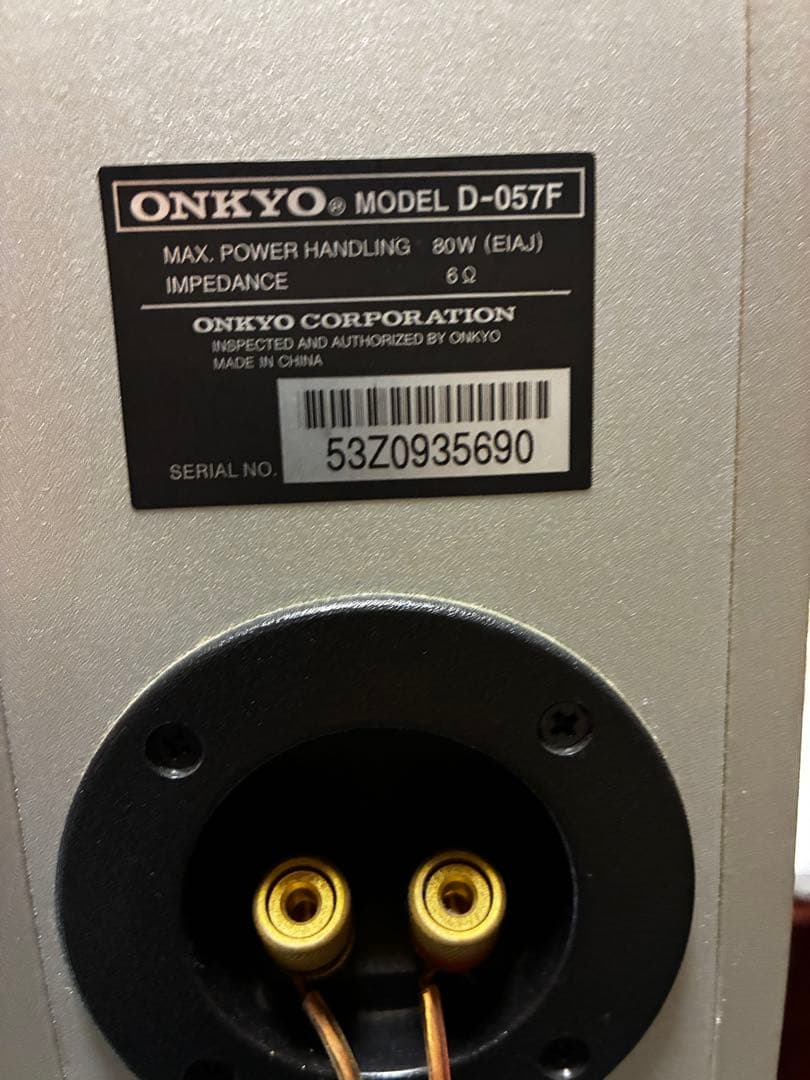 ONKYO® MODEL D-057F
MAX. POWER HANDLING 80W (EIAJ)
IMPEDANCE 6Ω
ONKYO CORPORATION
INSPECTED AND AUTHORIZED BY ONKYO
MADE IN CHINA
SERIAL NO. 53Z0935690